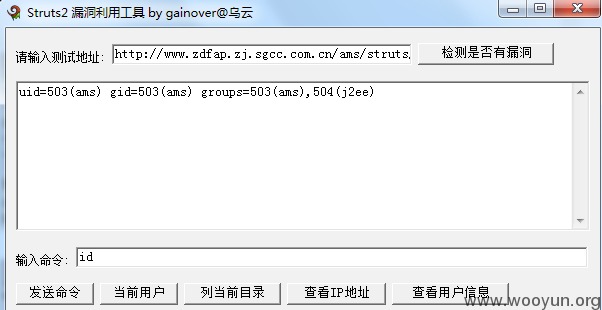 Struts2 漏洞利用工具 by gainover@乌云
请输入测试地址: http://www.zdfap.zj.sgcc.com.cn/ams/struts/ 检测是否有漏洞
uid=503(ams) gid=503(ams) groups=503(ams),504(j2ee)
输入命令: id
发送命令 当前用户 列当前目录 查看IP地址 查看用户信息
www.wooyun.org